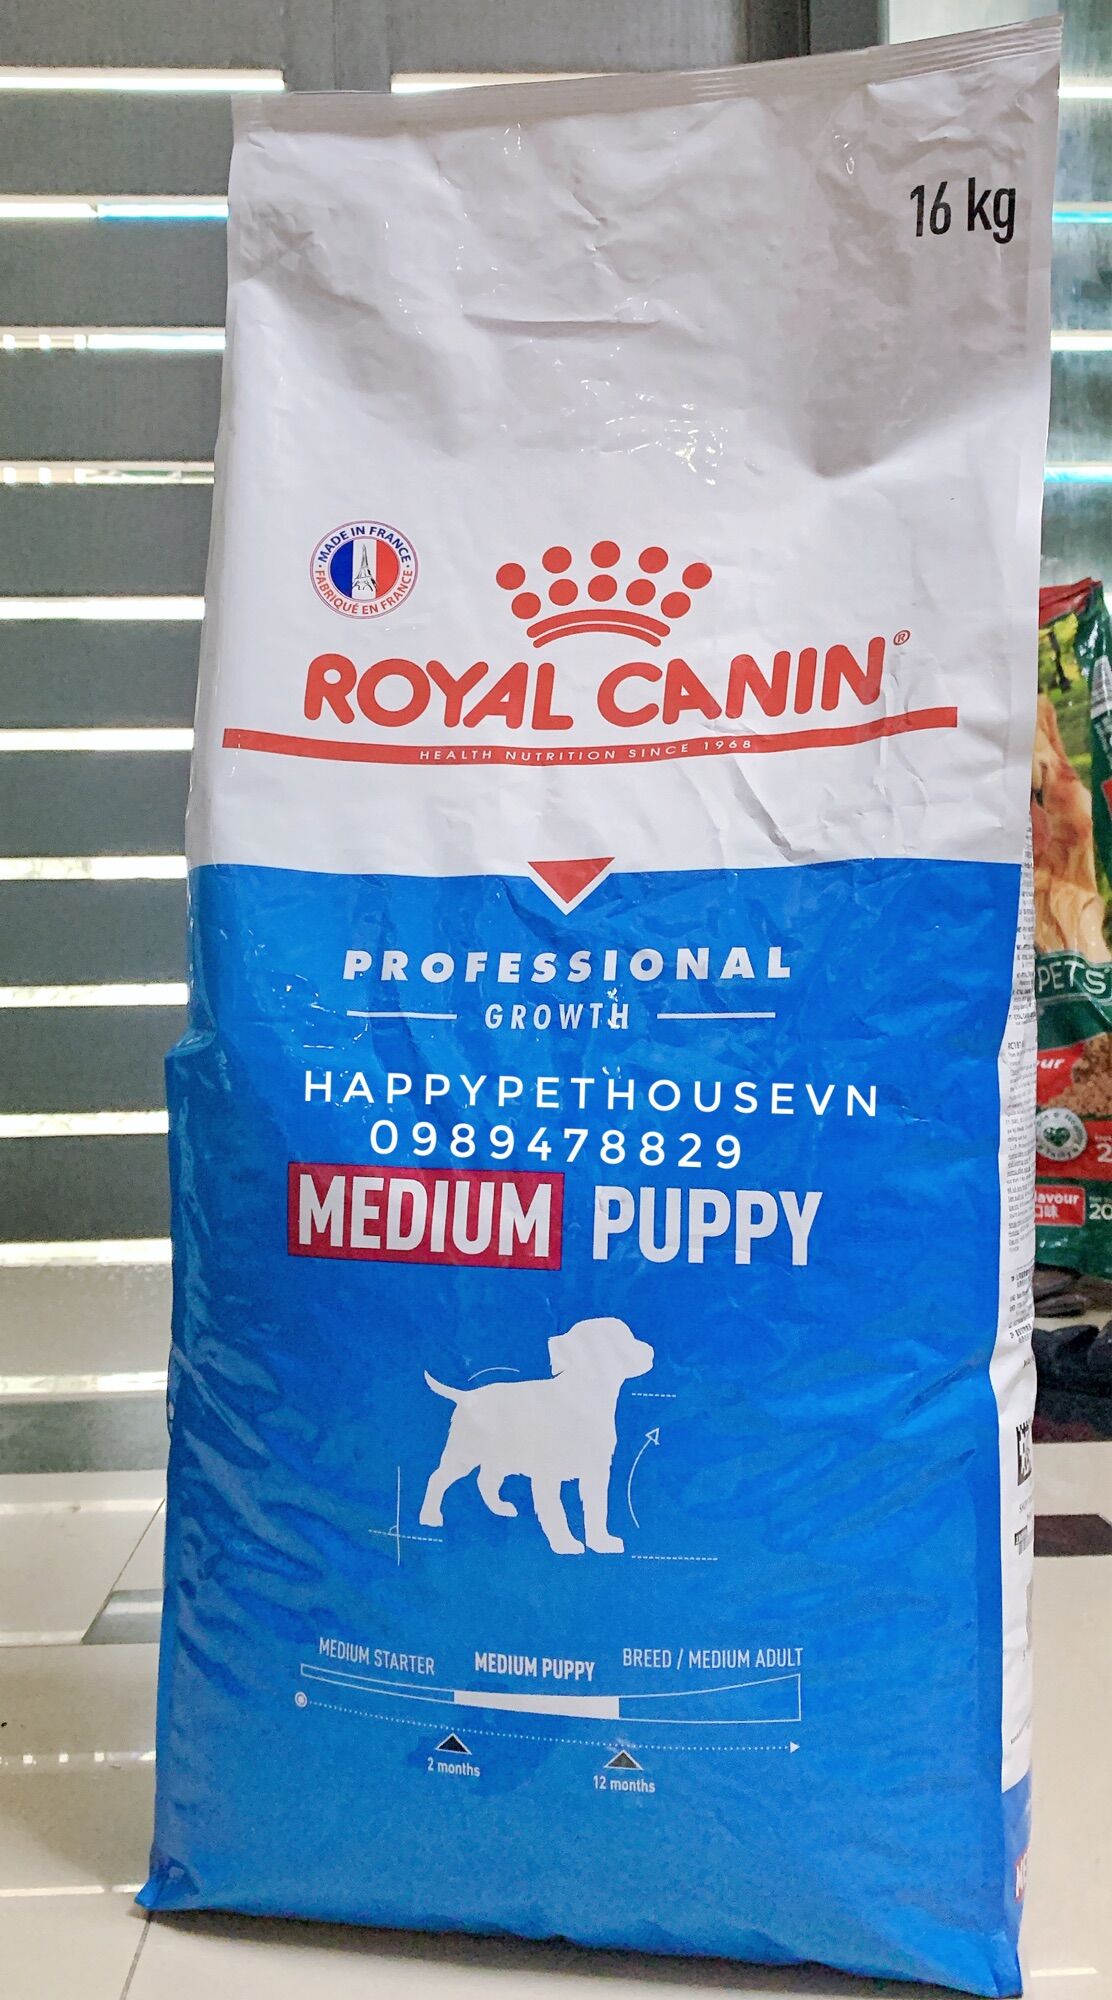 16 kg
MADE IN FRANCE
FABRIQUÉ EN FRANCE
ROYAL CANIN®
HEALTH NUTRITION SINCE 1968
PROFESSIONAL
GROWTH
HAPPYPETHOUSEVN
0989478829
MEDIUM PUPPY
MEDIUM STARTER MEDIUM PUPPY BREED / MEDIUM ADULT
2 months
12 months
PETS